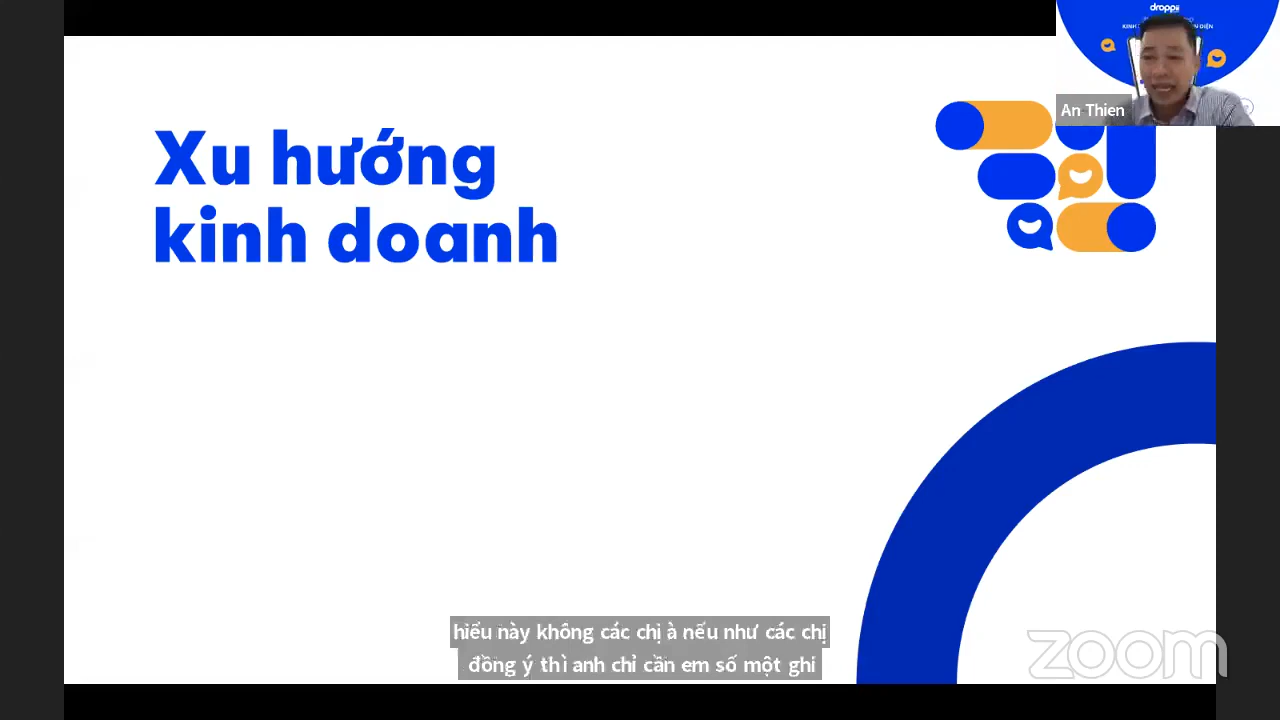 droppii
An Thien
Xu hướng
kinh doanh
hiểu này không các chị à nếu như các chị
đồng ý thì anh chỉ cần em số một ghi
zoom